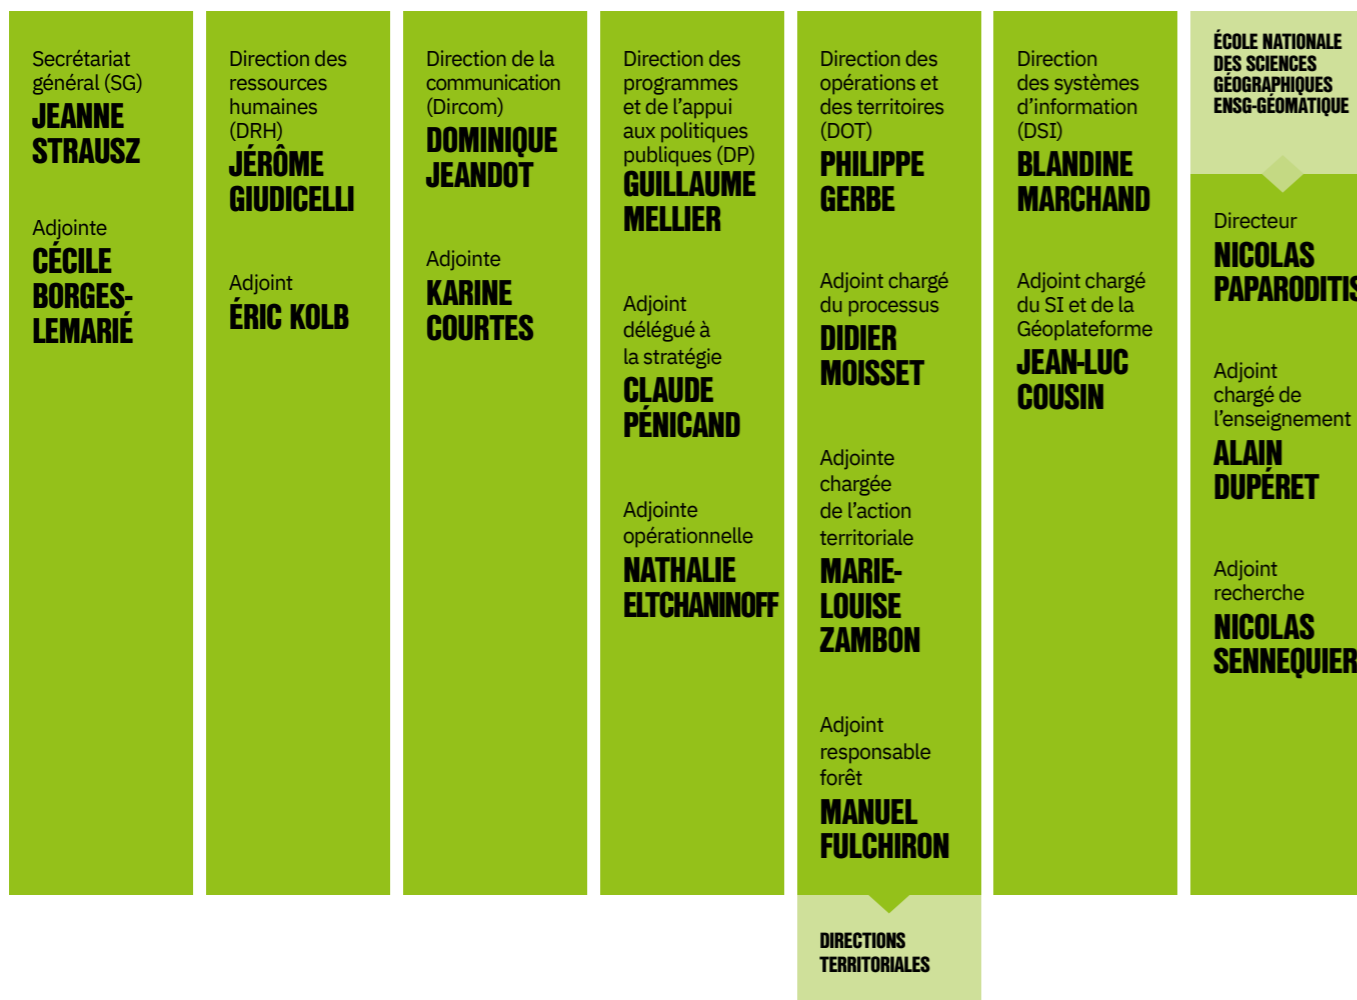 Secrétariat
général (SG)
JEANNE
STRAUSZ
Adjointe
CÉCILE
BORGES-
LEMARIÉ
Direction des
ressources
humaines
(DRH)
JÉRÔME
GIUDICELLI
Adjoint
ÉRIC KOLB
Direction de la
communication
(Dircom)
DOMINIQUE
JEANDOT
Adjointe
KARINE
COURTES
Direction des
programmes
et de l’appui
aux politiques
publiques (DP)
GUILLAUME
MELLIER
Adjoint
délégué à
la stratégie
CLAUDE
PÉNICAND
Adjointe
opérationnelle
NATHALIE
ELTCHANINOFF
Direction des
opérations et
des territoires
(DOT)
PHILIPPE
GERBE
Adjoint chargé
du processus
DIDIER
MOISSET
Adjointe
chargée
de l’action
territoriale
MARIE-
LOUISE
ZAMBON
Adjoint
responsable
forêt
MANUEL
FULCHIRON
DIRECTIONS
TERRITORIALES
Direction
des systèmes
d’information
(DSI)
BLANDINE
MARCHAND
Adjoint chargé
du SI et de la
Géoplateforme
JEAN-LUC
COUSIN
ÉCOLE NATIONALE
DES SCIENCES
GÉOGRAPHIQUES
ENSG-GÉOMATIQUE
Directeur
NICOLAS
PAPARODITIS
Adjoint
chargé de
l’enseignement
ALAIN
DUPÉRET
Adjoint
recherche
NICOLAS
SENNEQUIER